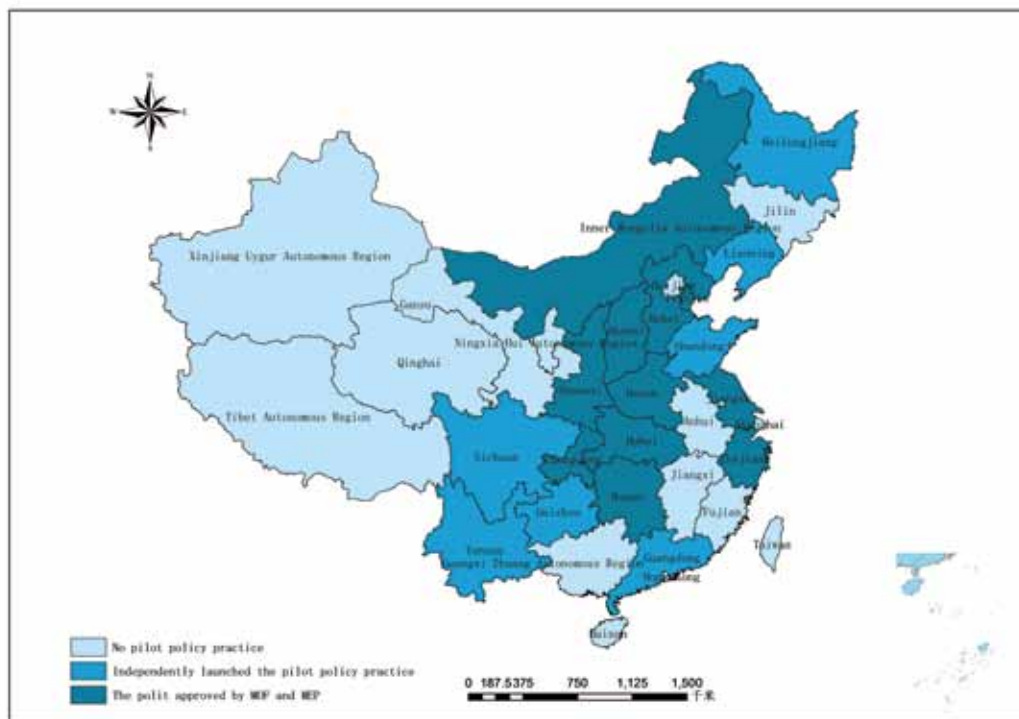 N
W E
S
Heilongjiang
Jilin
Inner Mongolia Autonomous Region
Liaoning
Xinjiang Uygur Autonomous Region
Gansu
Hebei
Shanxi
Shandong
Ningxia Hui Autonomous Region
Qinghai
Henan
Tibet Autonomous Region
Hubei
Sichuan
Jiangxi
Hunan
Fujian
Taiwan
Guangdong
Yunnan
Guangxi Zhuang Autonomous Region
Hainan
No pilot policy practice
Independently launched the pilot policy practice
The polit approved by MOF and MEP
0 187.5375 750 1,125 1,500
千米